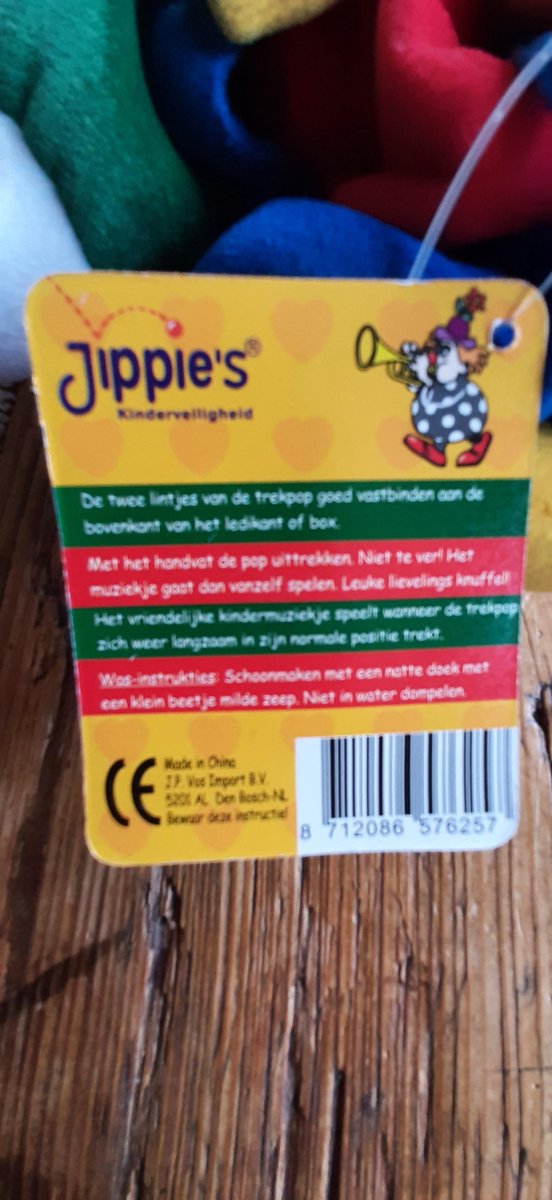 Jippie's®
Kinderveiligheid
De twee lintjes van de trekpop goed vastbinden aan de
bovenkant van het ledikant of box.
Met het handvat de pop uittrekken. Niet te ver! Het
muziekje gaat dan vanzelf spelen. Leuke lievelings knuffel!
Het vriendelijke kindermuziekje speelt wanneer de trekpop
zich weer langzaam in zijn normale positie trekt.
Was-instrukties: Schoonmaken met een natte doek met
een klein beetje milde zeep. Niet in water dompelen.
CE
Made in China
J.P. Vos Import B.V.
5201 AL Den Bosch-NL
Bewaar deze instructie!
8 712086 576257